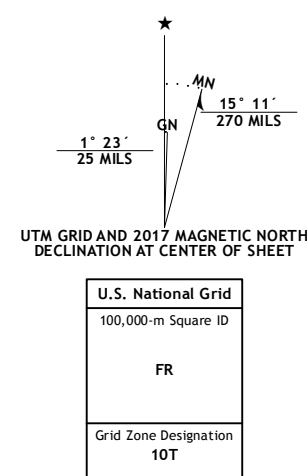 ★
MN
15° 11´
270 MILS
GN
1° 23´
25 MILS
UTM GRID AND 2017 MAGNETIC NORTH
DECLINATION AT CENTER OF SHEET
U.S. National Grid
100,000-m Square ID
FR
Grid Zone Designation
10T